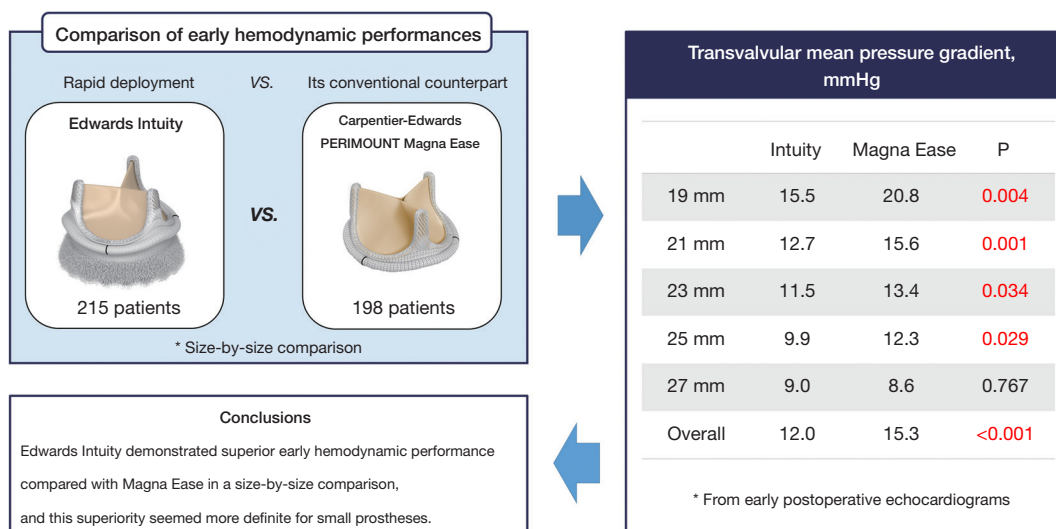 Comparison of early hemodynamic performances
Rapid deployment VS. Its conventional counterpart
Edwards Intuity
215 patients
VS.
Carpentier-Edwards
PERIMOUNT Magna Ease
198 patients
* Size-by-size comparison
Transvalvular mean pressure gradient,
mmHg
Intuity Magna Ease P
19 mm 15.5 20.8 0.004
21 mm 12.7 15.6 0.001
23 mm 11.5 13.4 0.034
25 mm 9.9 12.3 0.029
27 mm 9.0 8.6 0.767
Overall 12.0 15.3 <0.001
* From early postoperative echocardiograms
Conclusions
Edwards Intuity demonstrated superior early hemodynamic performance
compared with Magna Ease in a size-by-size comparison,
and this superiority seemed more definite for small prostheses.